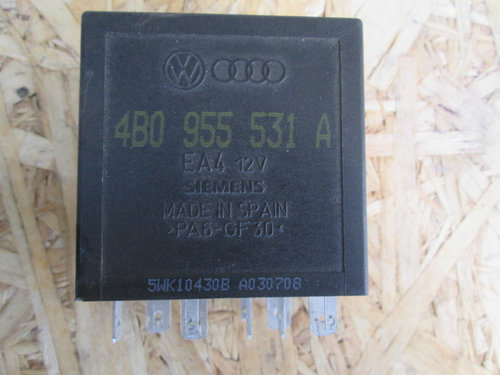 4B0 955 531 A
EA4 12V
SIEMENS
MADE IN SPAIN
>PA6-GF30<
5WK10430B A030708